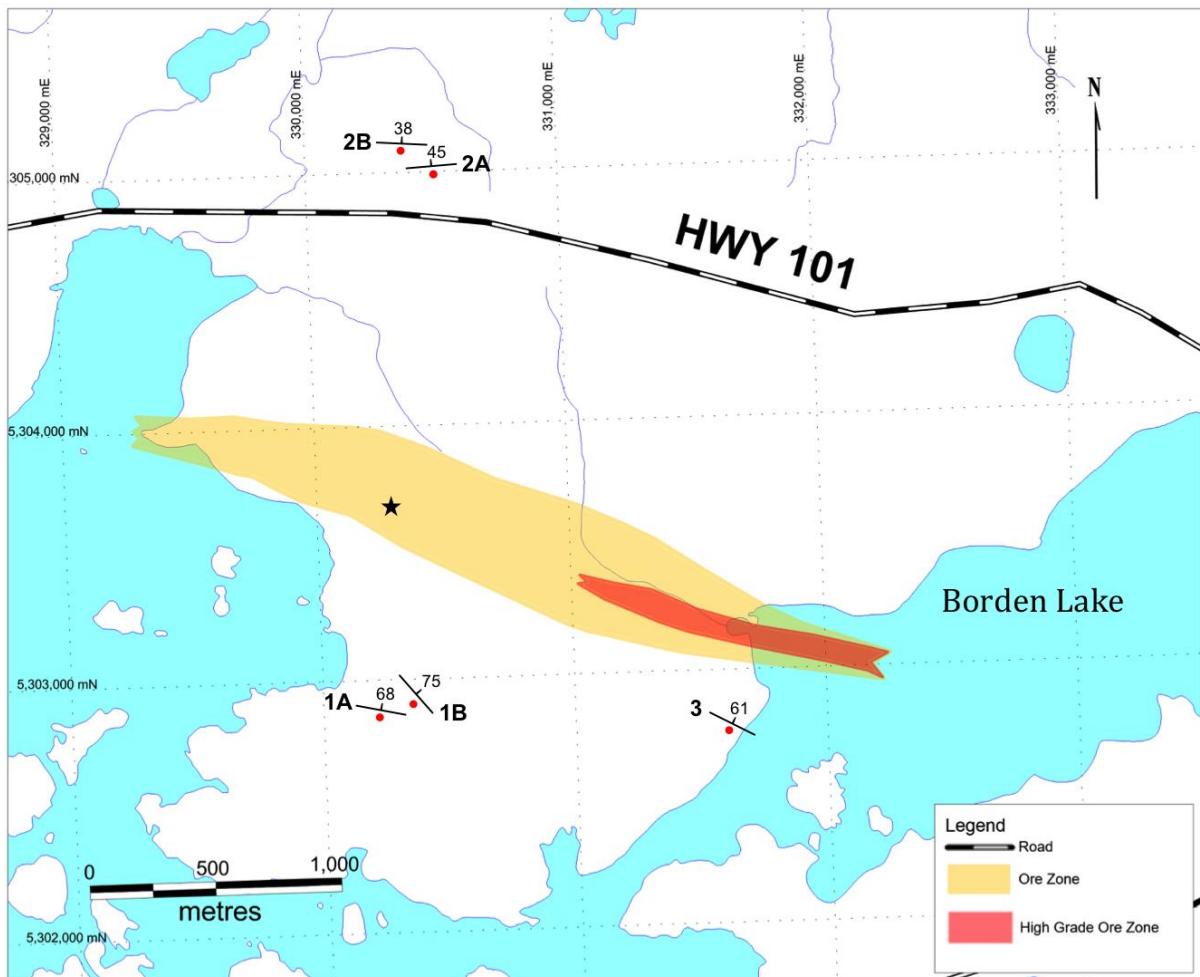 329,000 mE
330,000 mE
331,000 mE
332,000 mE
333,000 mE
N
2B
38
45
2A
305,000 mN
HWY 101
5,304,000 mN
Borden Lake
5,303,000 mN
1A
68
75
1B
3
61
0
500
1,000
metres
5,302,000 mN
Legend
Road
Ore Zone
High Grade Ore Zone